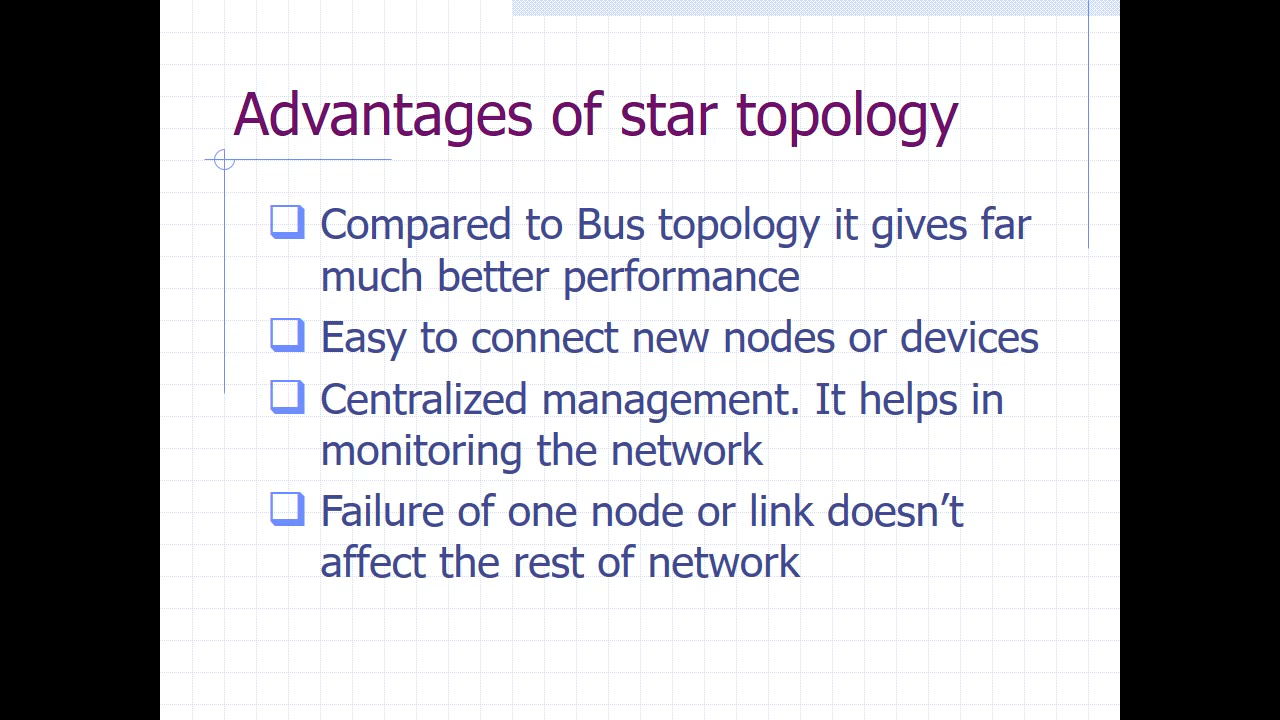 Advantages of star topology
Compared to Bus topology it gives far
much better performance
Easy to connect new nodes or devices
Centralized management. It helps in
monitoring the network
Failure of one node or link doesn’t
affect the rest of network